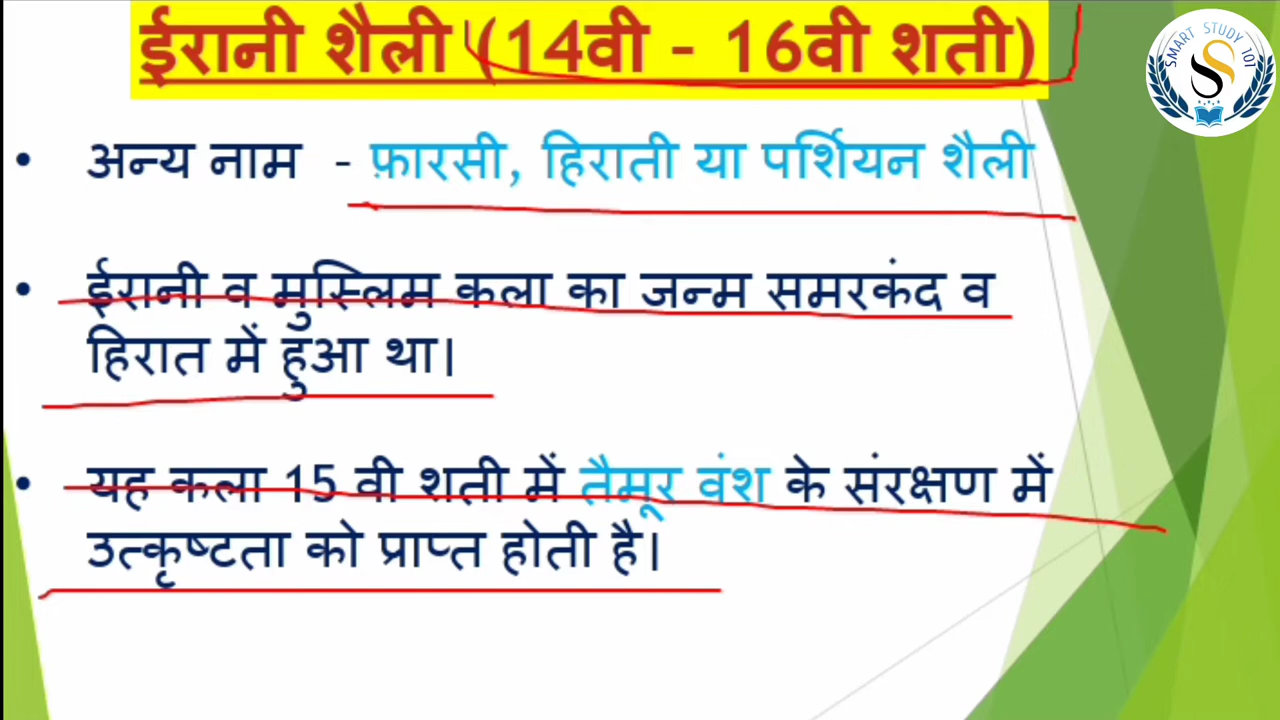 ईरानी शैली (14वी - 16वी शती)
SMART STUDY 101
SS
• अन्य नाम - फ़ारसी, हिराती या पर्शियन शैली
• ईरानी व मुस्लिम कला का जन्म समरकंद व
हिरात में हुआ था।
• यह कला 15 वी शती में तैमूर वंश के संरक्षण में
उत्कृष्टता को प्राप्त होती है।